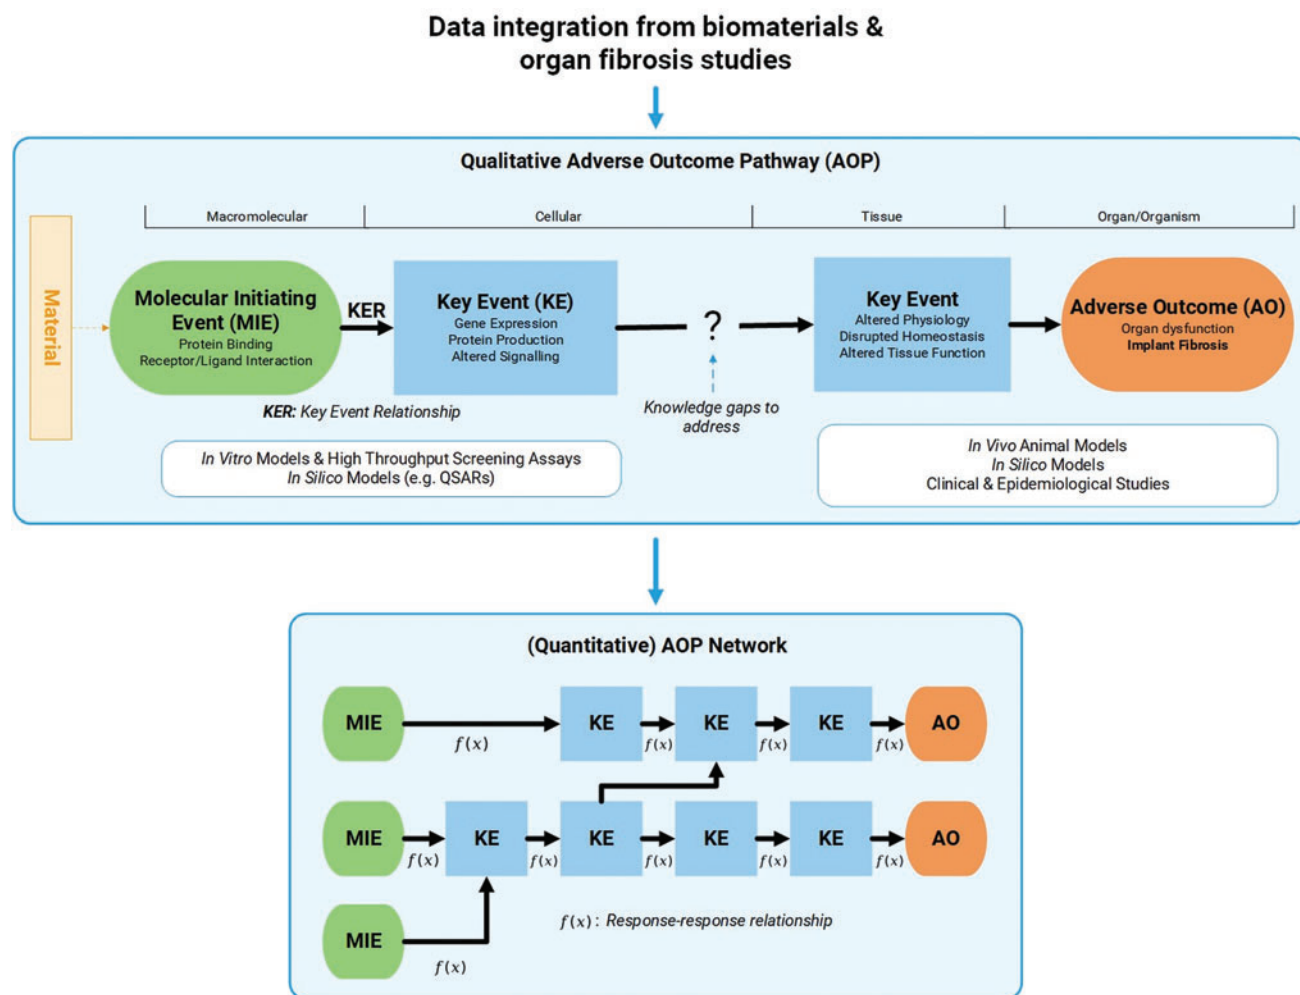 Data integration from biomaterials &
organ fibrosis studies
Qualitative Adverse Outcome Pathway (AOP)
Macromolecular
Cellular
Tissue
Organ/Organism
Material
Molecular Initiating
Event (MIE)
Protein Binding
Receptor/Ligand Interaction
KER
Key Event (KE)
Gene Expression
Protein Production
Altered Signalling
?
Key Event
Altered Physiology
Disrupted Homeostasis
Altered Tissue Function
Adverse Outcome (AO)
Organ dysfunction
Implant Fibrosis
KER: Key Event Relationship
Knowledge gaps to
address
In Vitro Models & High Throughput Screening Assays
In Silico Models (e.g. QSARs)
In Vivo Animal Models
In Silico Models
Clinical & Epidemiological Studies
(Quantitative) AOP Network
MIE
f(x)
KE
f(x)
KE
f(x)
KE
f(x)
AO
MIE
f(x)
KE
f(x)
KE
f(x)
KE
f(x)
KE
f(x)
AO
MIE
f(x)
f(x): Response-response relationship